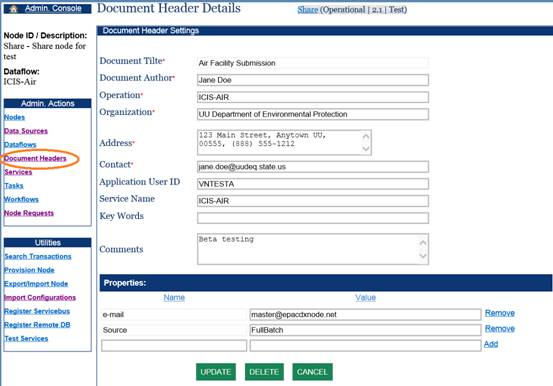 Admin. Console
Document Header Details
Share (Operational | 2.1 | Test)
Node ID / Description:
Share - Share node for
test
Dataflow:
ICIS-Air
Admin. Actions
Nodes
Data Sources
Dataflows
Document Headers
Services
Tasks
Workflows
Node Requests
Utilities
Search Transactions
Provision Node
Export/Import Node
Import Configurations
Register Servicebus
Register Remote DB
Test Services
Document Header Settings
Document Tilte* Air Facility Submission
Document Author* Jane Doe
Operation* ICIS-AIR
Organization* UU Department of Environmental Protection
Address* 123 Main Street, Anytown UU,
00555, (888) 555-1212
Contact* jane.doe@uudeq.state.us
Application User ID VNTESTA
Service Name ICIS-AIR
Key Words
Comments Beta testing
Properties:
Name Value
e-mail master@epacdxnode.net Remove
Source FullBatch Remove
Add
UPDATE DELETE CANCEL